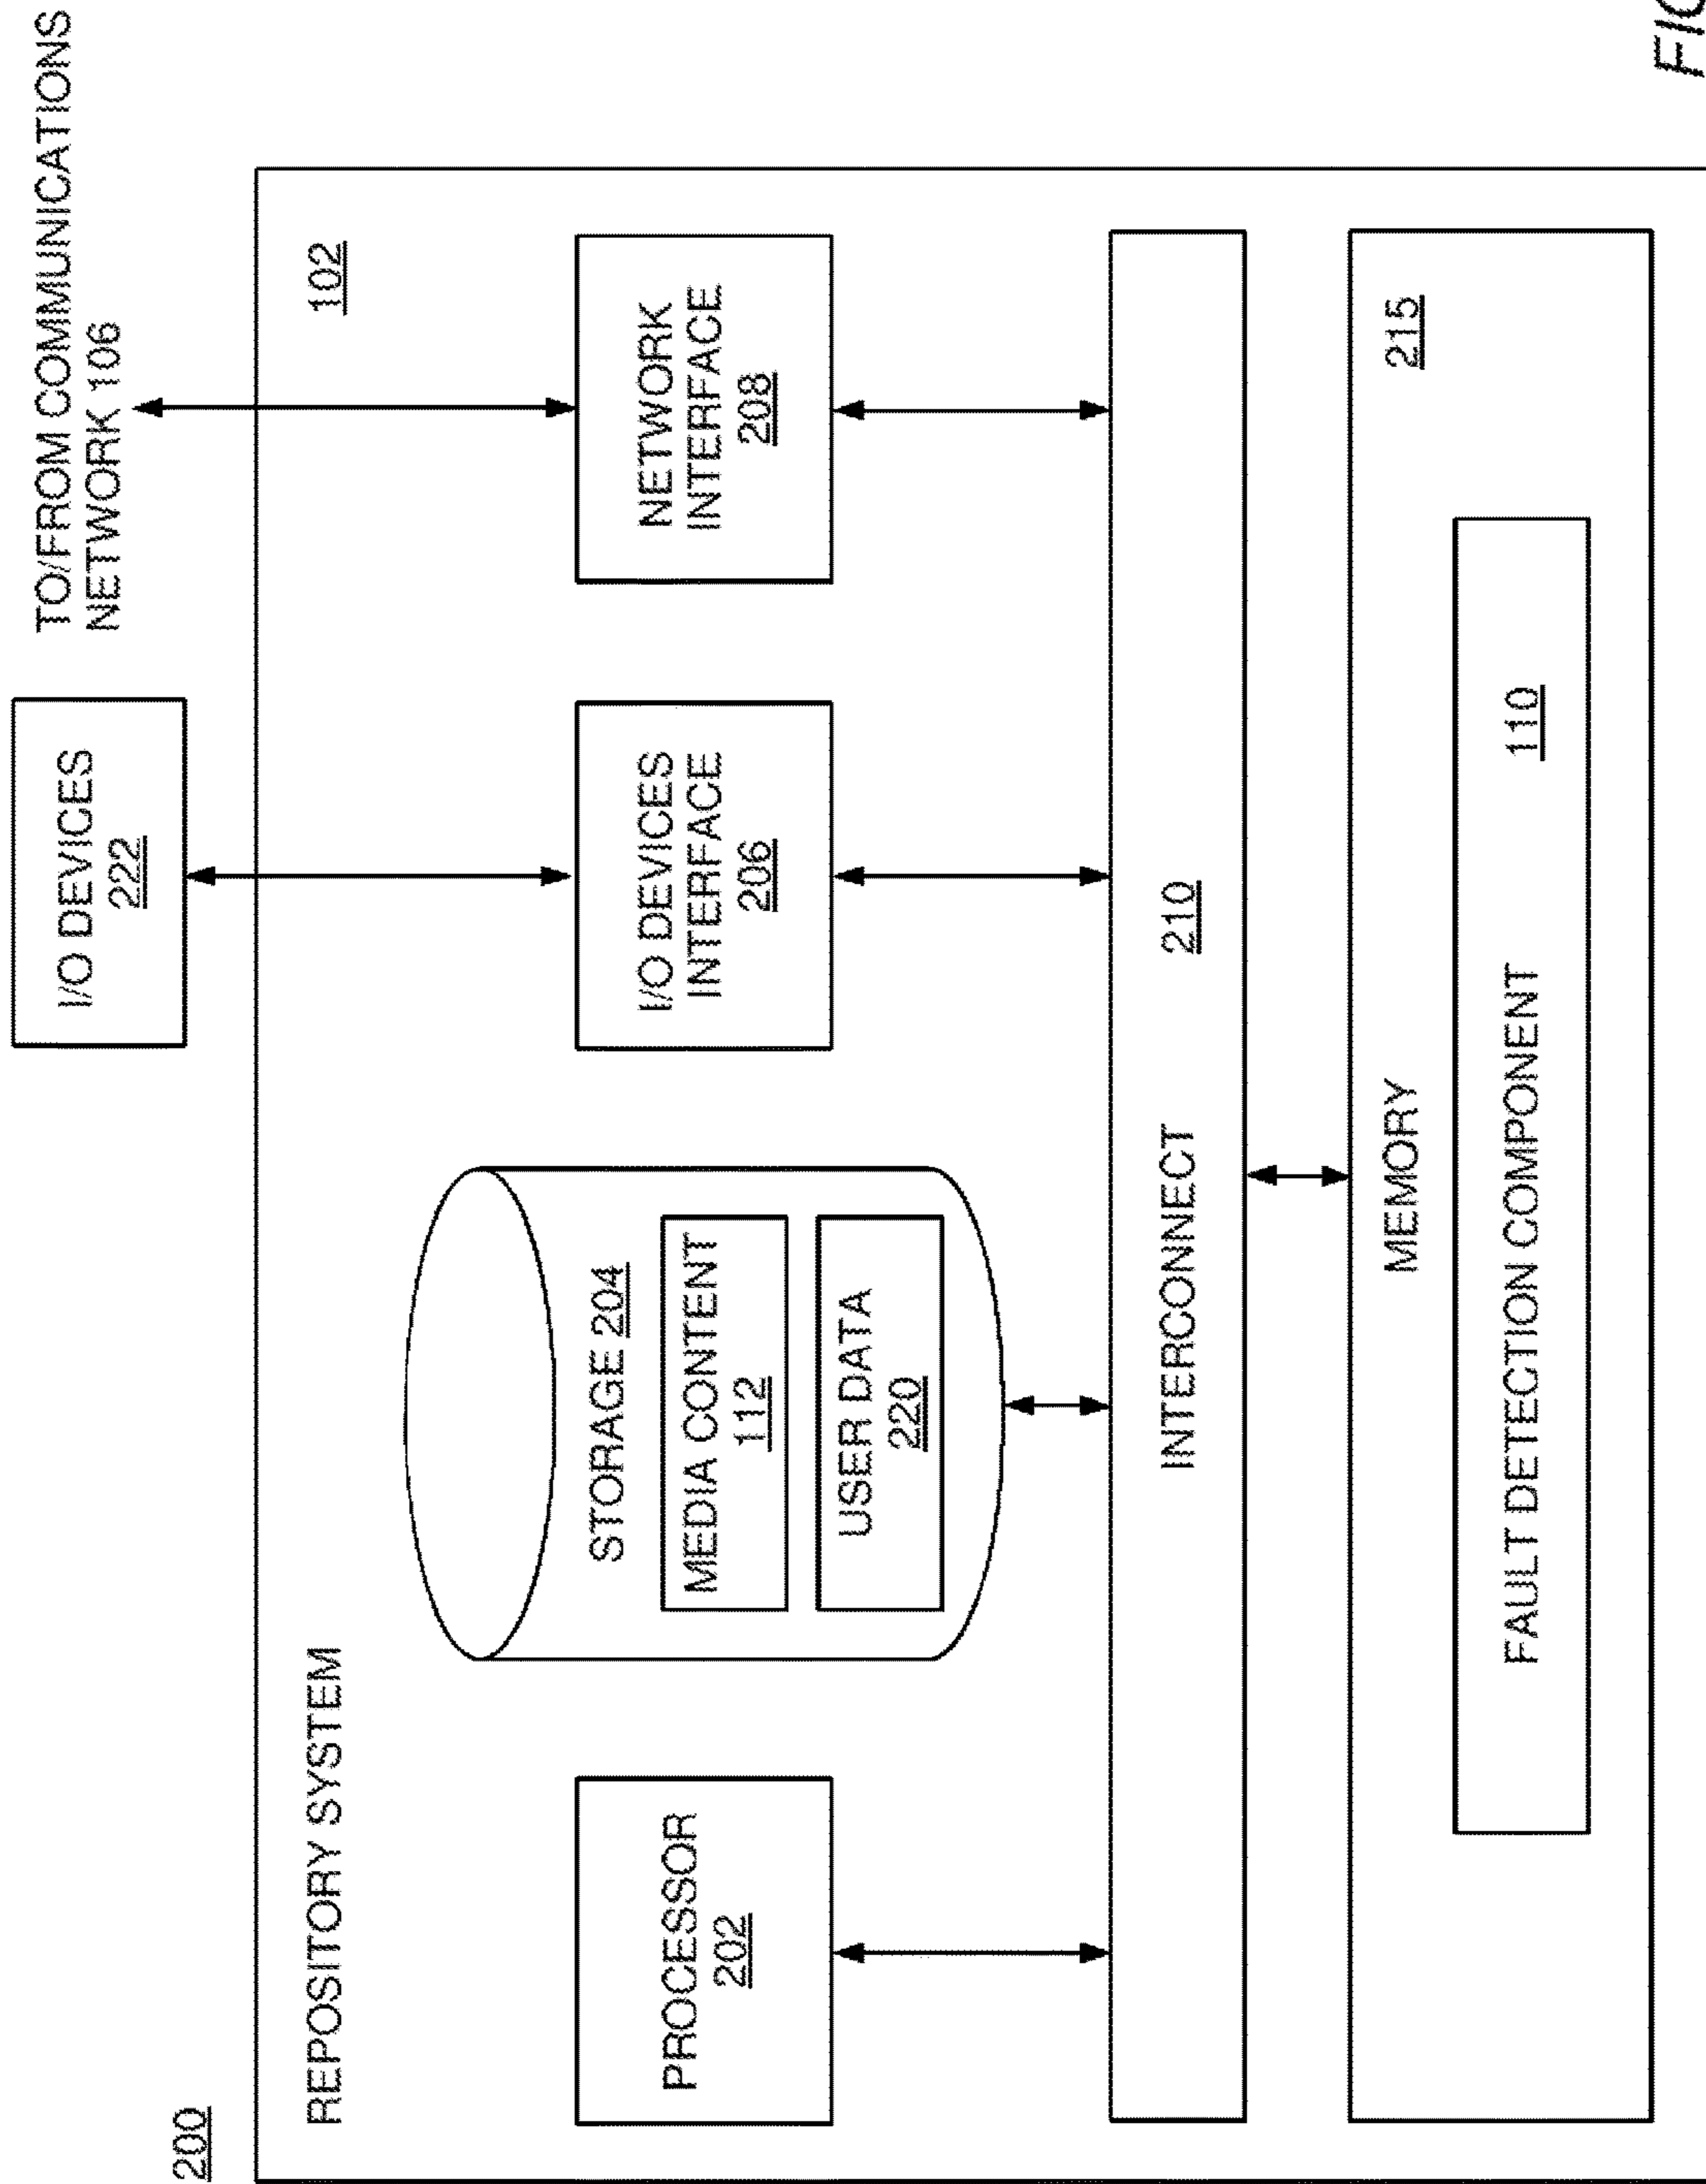 200
TO/FROM COMMUNICATIONS
NETWORK 106
I/O DEVICES
222
REPOSITORY SYSTEM
102
PROCESSOR
202
STORAGE 204
MEDIA CONTENT
112
USER DATA
220
I/O DEVICES
INTERFACE
206
NETWORK
INTERFACE
208
INTERCONNECT
210
MEMORY
215
FAULT DETECTION COMPONENT
110